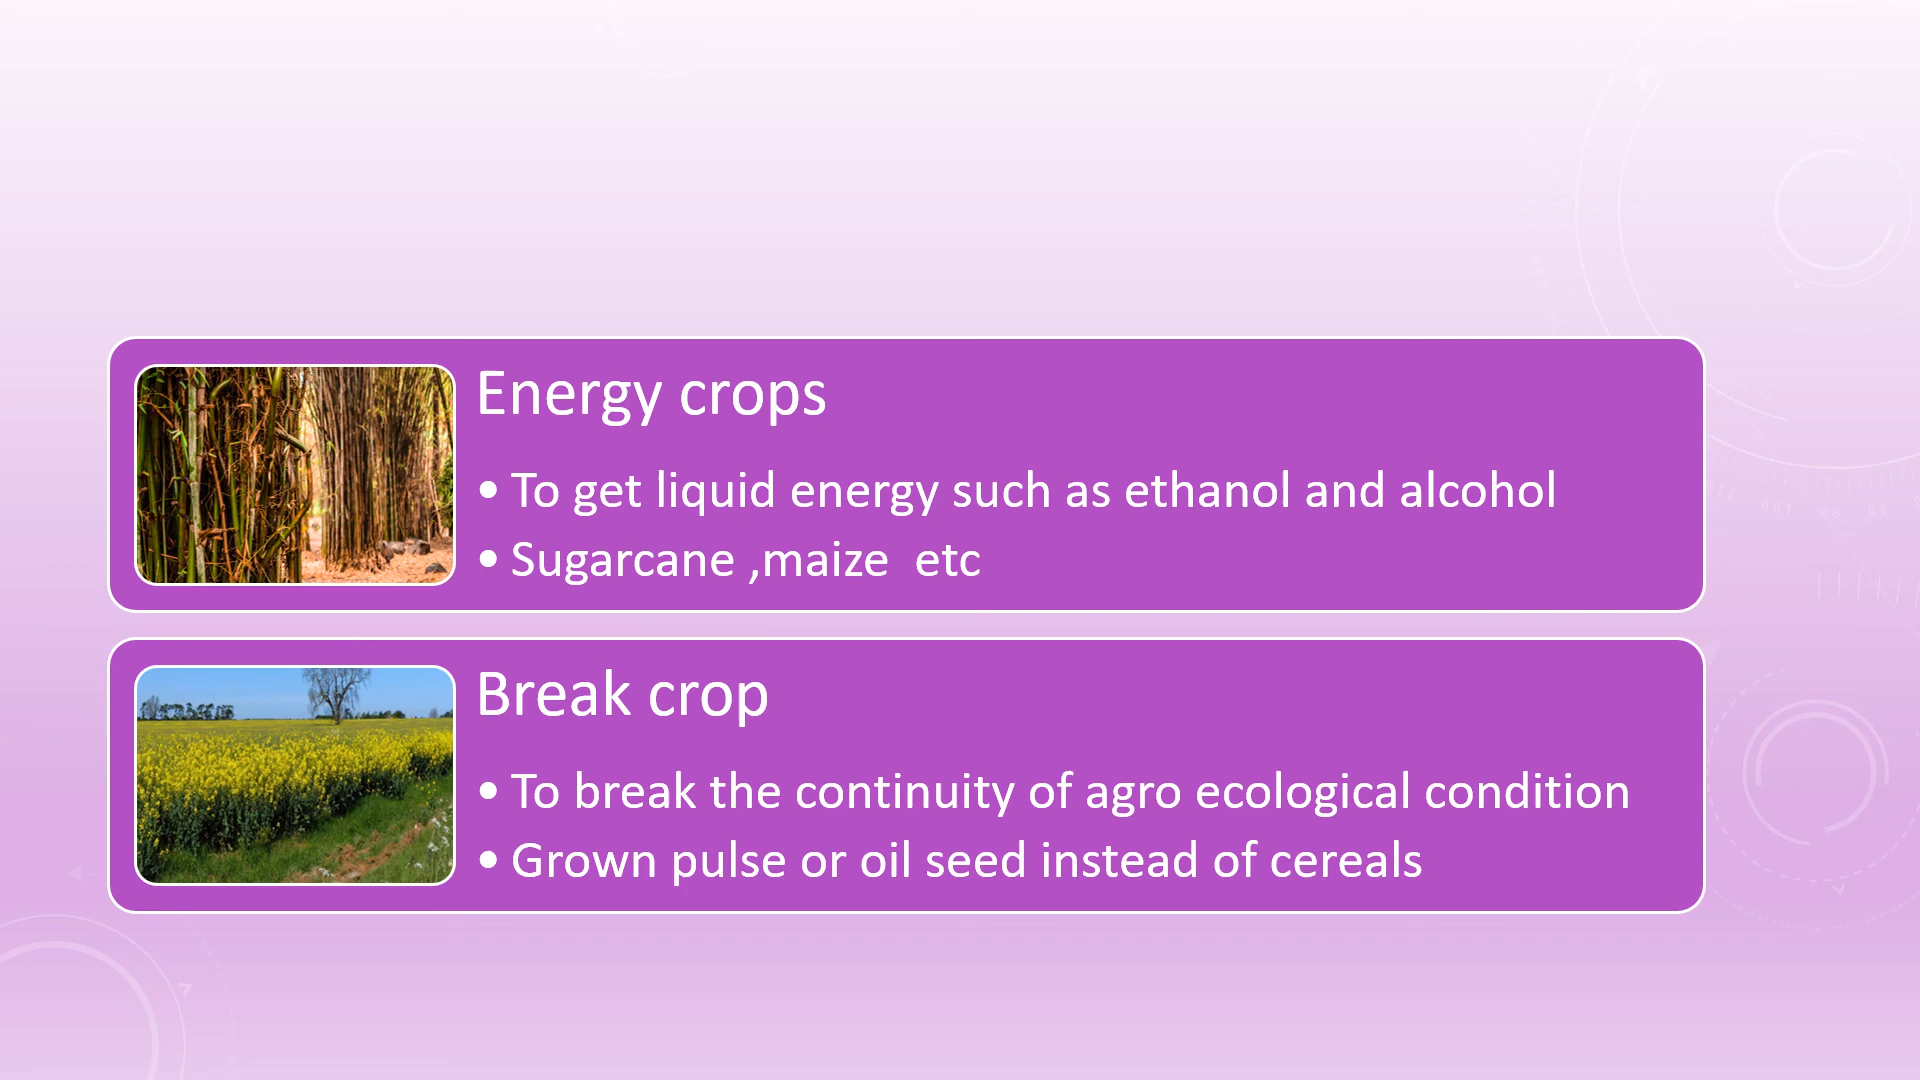 Energy crops
• To get liquid energy such as ethanol and alcohol
• Sugarcane ,maize  etc
Break crop
• To break the continuity of agro ecological condition
• Grown pulse or oil seed instead of cereals